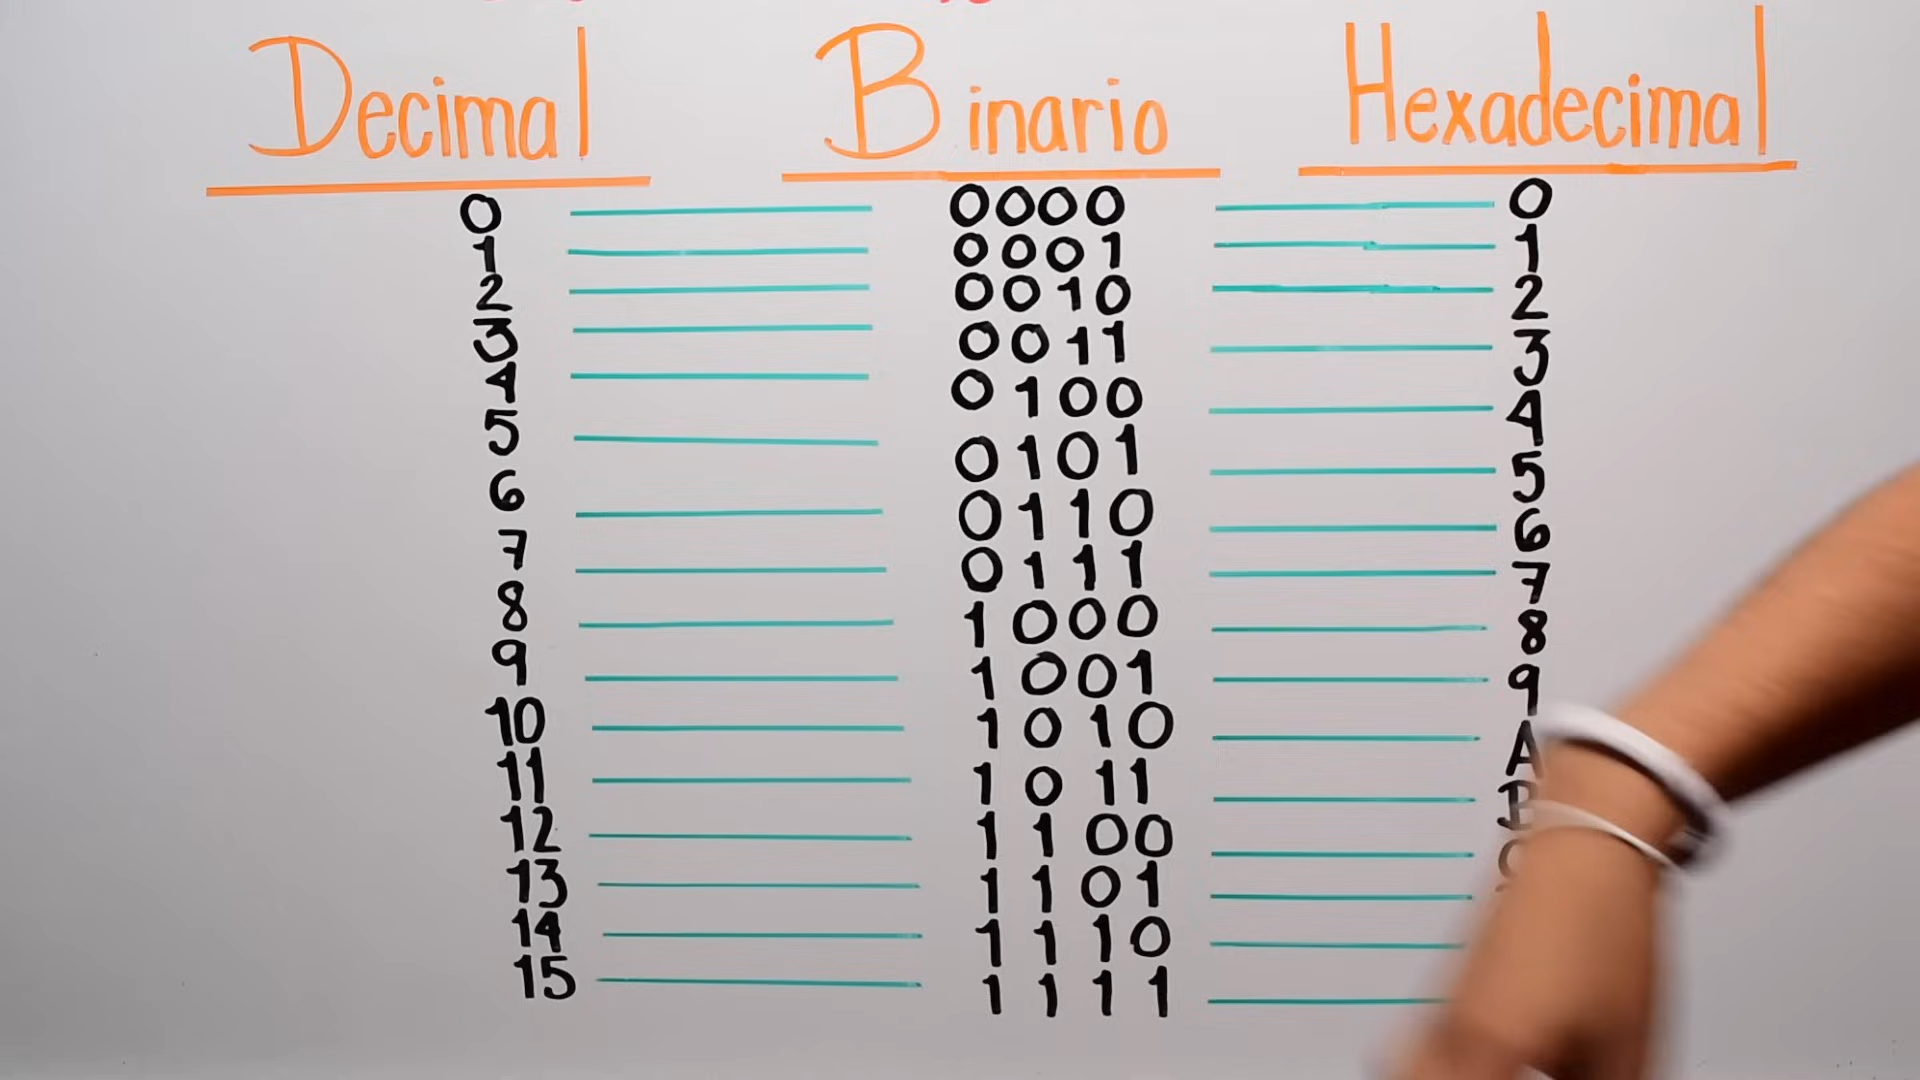 Decimal Binario Hexadecimal
0 0000 0
1 0001 1
2 0010 2
3 0011 3
4 0100 4
5 0101 5
6 0110 6
7 0111 7
8 1000 8
9 1001 9
10 1010 A
11 1011 B
12 1100
13 1101
14 1110
15 1111